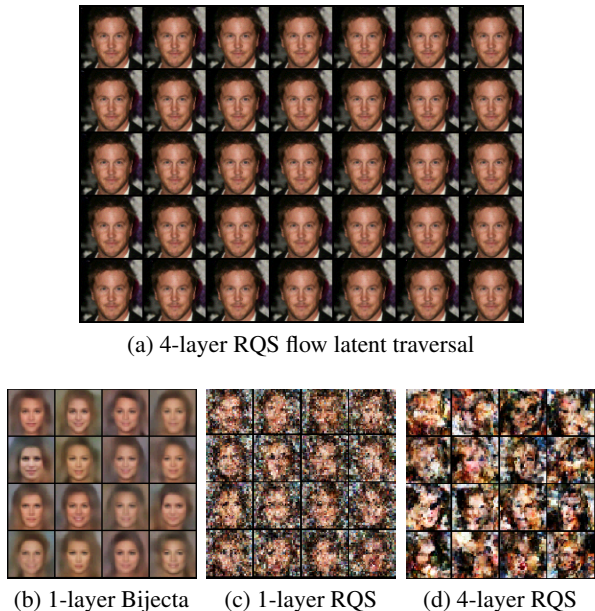 (a) 4-layer RQS flow latent traversal
(b) 1-layer Bijecta (c) 1-layer RQS (d) 4-layer RQS